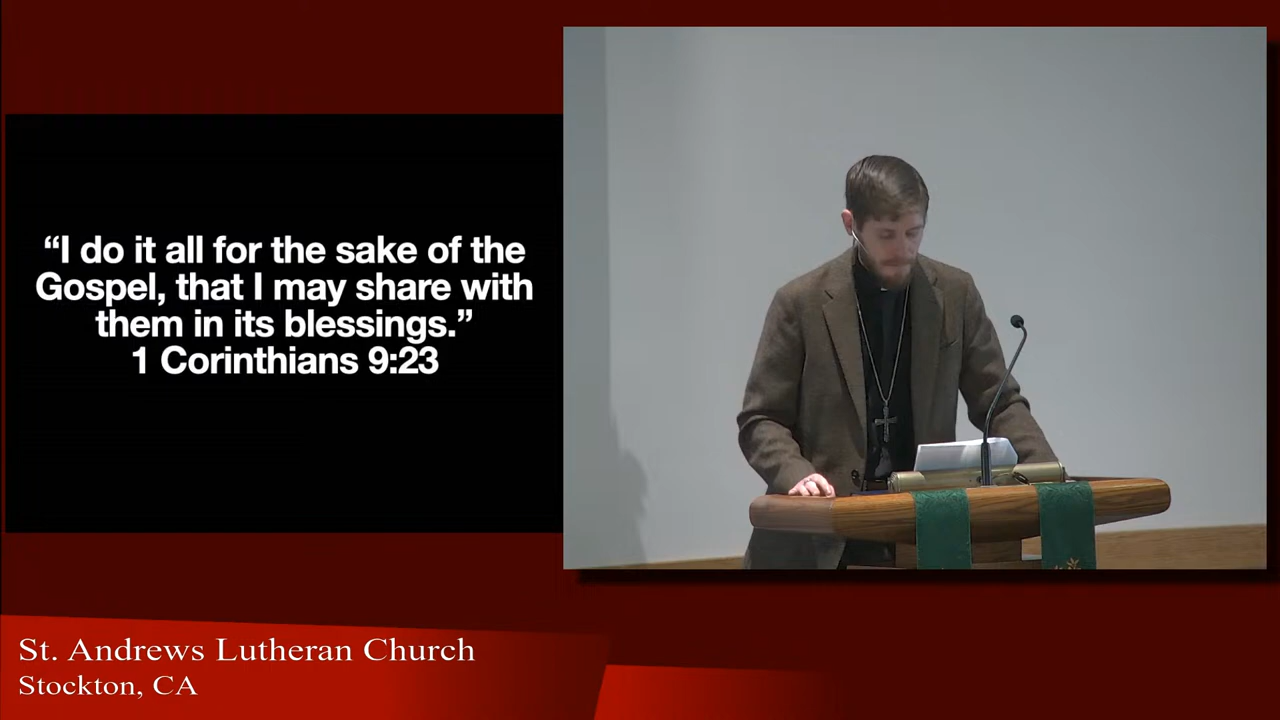 “I do it all for the sake of the
Gospel, that I may share with
them in its blessings.”
1 Corinthians 9:23
St. Andrews Lutheran Church
Stockton, CA